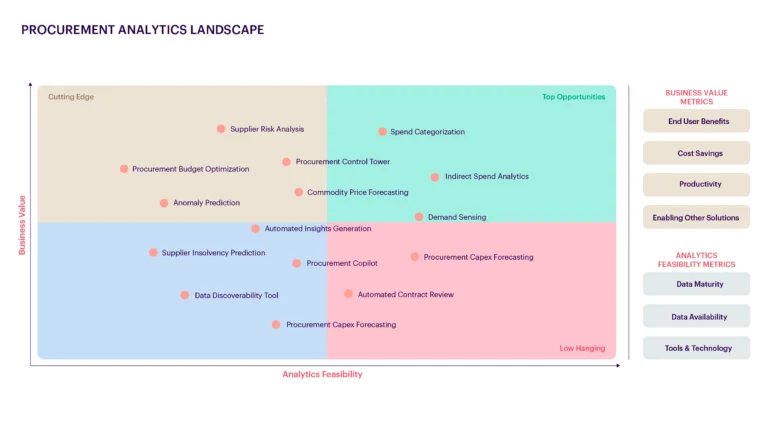 PROCUREMENT ANALYTICS LANDSCAPE
Cutting Edge
Top Opportunities
Supplier Risk Analysis
Spend Categorization
Procurement Control Tower
Procurement Budget Optimization
Indirect Spend Analytics
Commodity Price Forecasting
Anomaly Prediction
Demand Sensing
Automated Insights Generation
Supplier Insolvency Prediction
Procurement Capex Forecasting
Procurement Copilot
Data Discoverability Tool
Automated Contract Review
Procurement Capex Forecasting
Low Hanging
Business Value
Analytics Feasibility
BUSINESS VALUE
METRICS
End User Benefits
Cost Savings
Productivity
Enabling Other Solutions
ANALYTICS
FEASIBILITY METRICS
Data Maturity
Data Availability
Tools & Technology